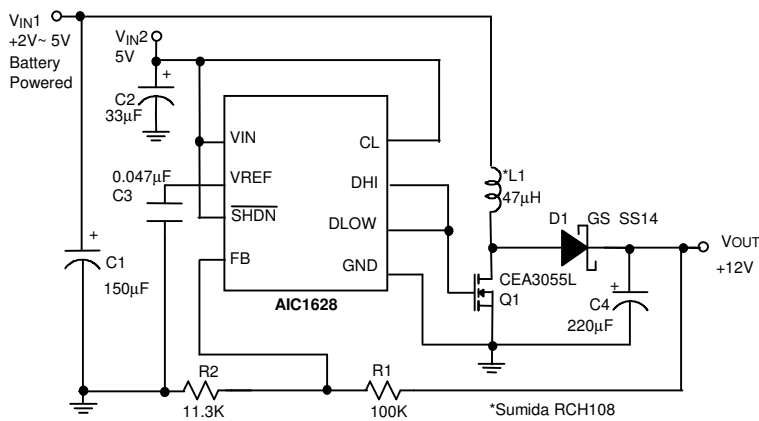 VIN1
+2V~ 5V
Battery
Powered
VIN2
5V
+
C2
33µF
0.047µF
C3
VIN
VREF
SHDN
FB
CL
DHI
DLOW
GND
AIC1628
*L1
47µH
D1 GS SS14
VOUT
+12V
CEA3055L
Q1
+
C4
220µF
+
C1
150µF
R2
11.3K
R1
100K
*Sumida RCH108